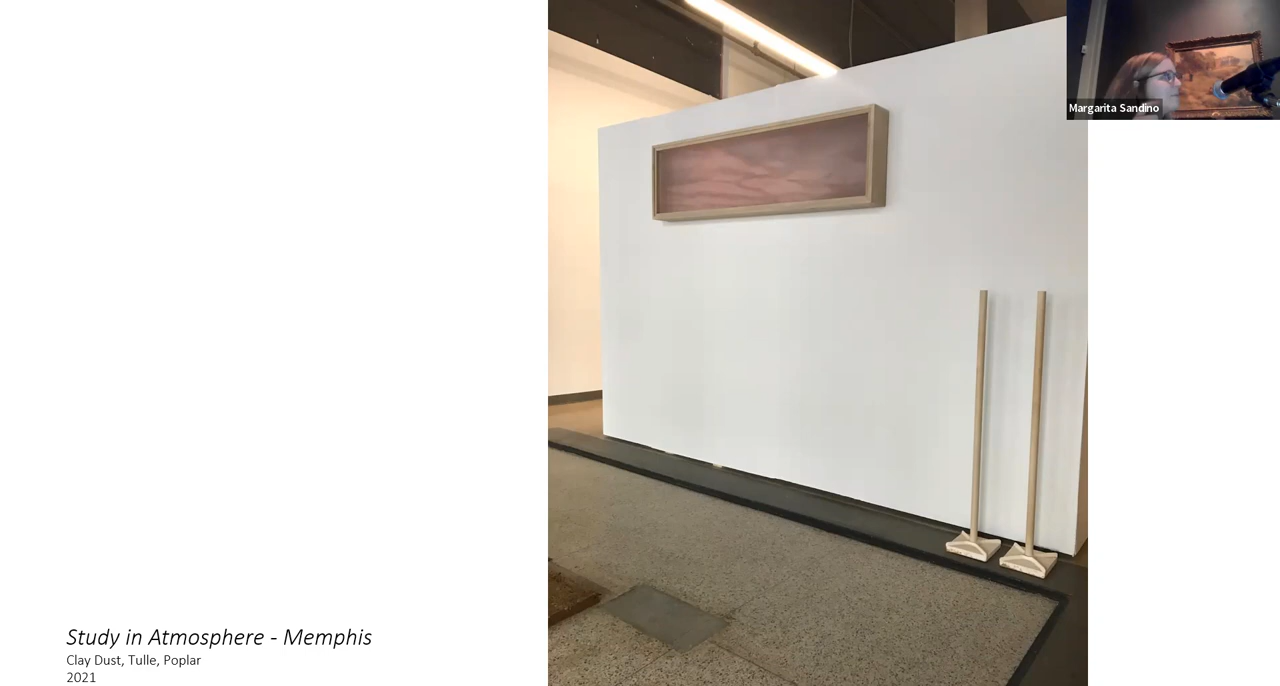 Margarita Sandino
Study in Atmosphere - Memphis
Clay Dust, Tulle, Poplar
2021